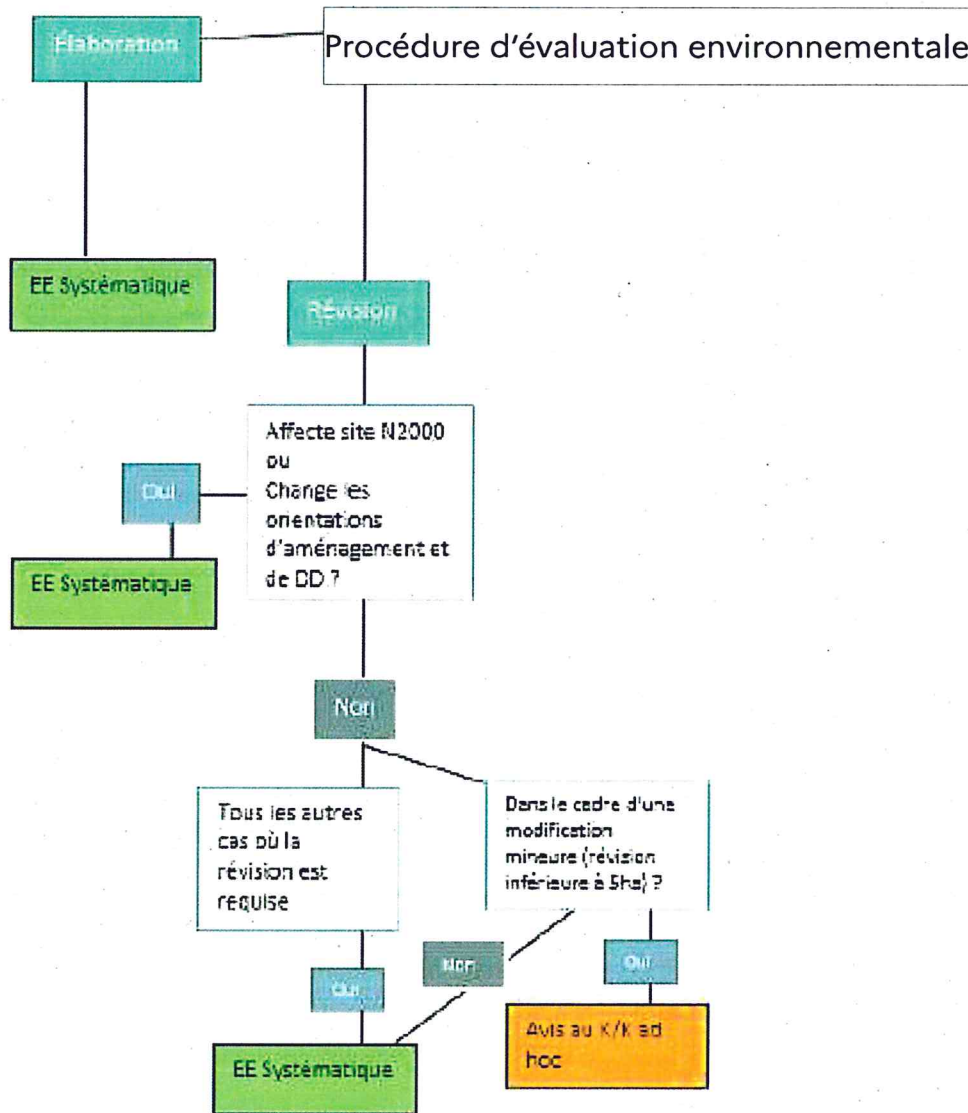 Élaboration
Procédure d'évaluation environnementale
EE Systématique
Révision
Affecte site N2000
ou
Change les
orientations
d'aménagement et
de DD ?
Oui
EE Systématique
Non
Tous les autres
cas où la
révision est
requise
Dans le cadre d'une
modification
mineure (révision
inférieure à 5ha) ?
Oui
Non
Oui
EE Systématique
Avis au K/K ad
hoc